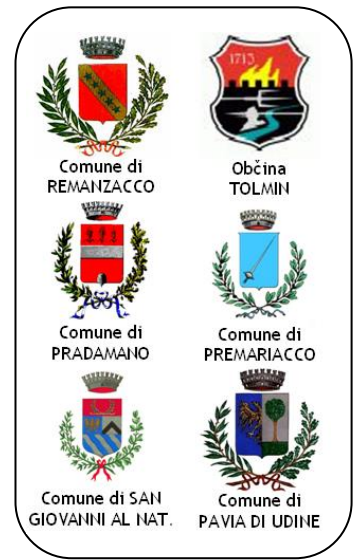 Comune di
REMANZACCO
1713
Občina
TOLMIN
Comune di
PRADAMANO
Comune di
PREMARIACCO
Comune di SAN
GIOVANNI AL NAT.
Comune di
PAVIA DI UDINE